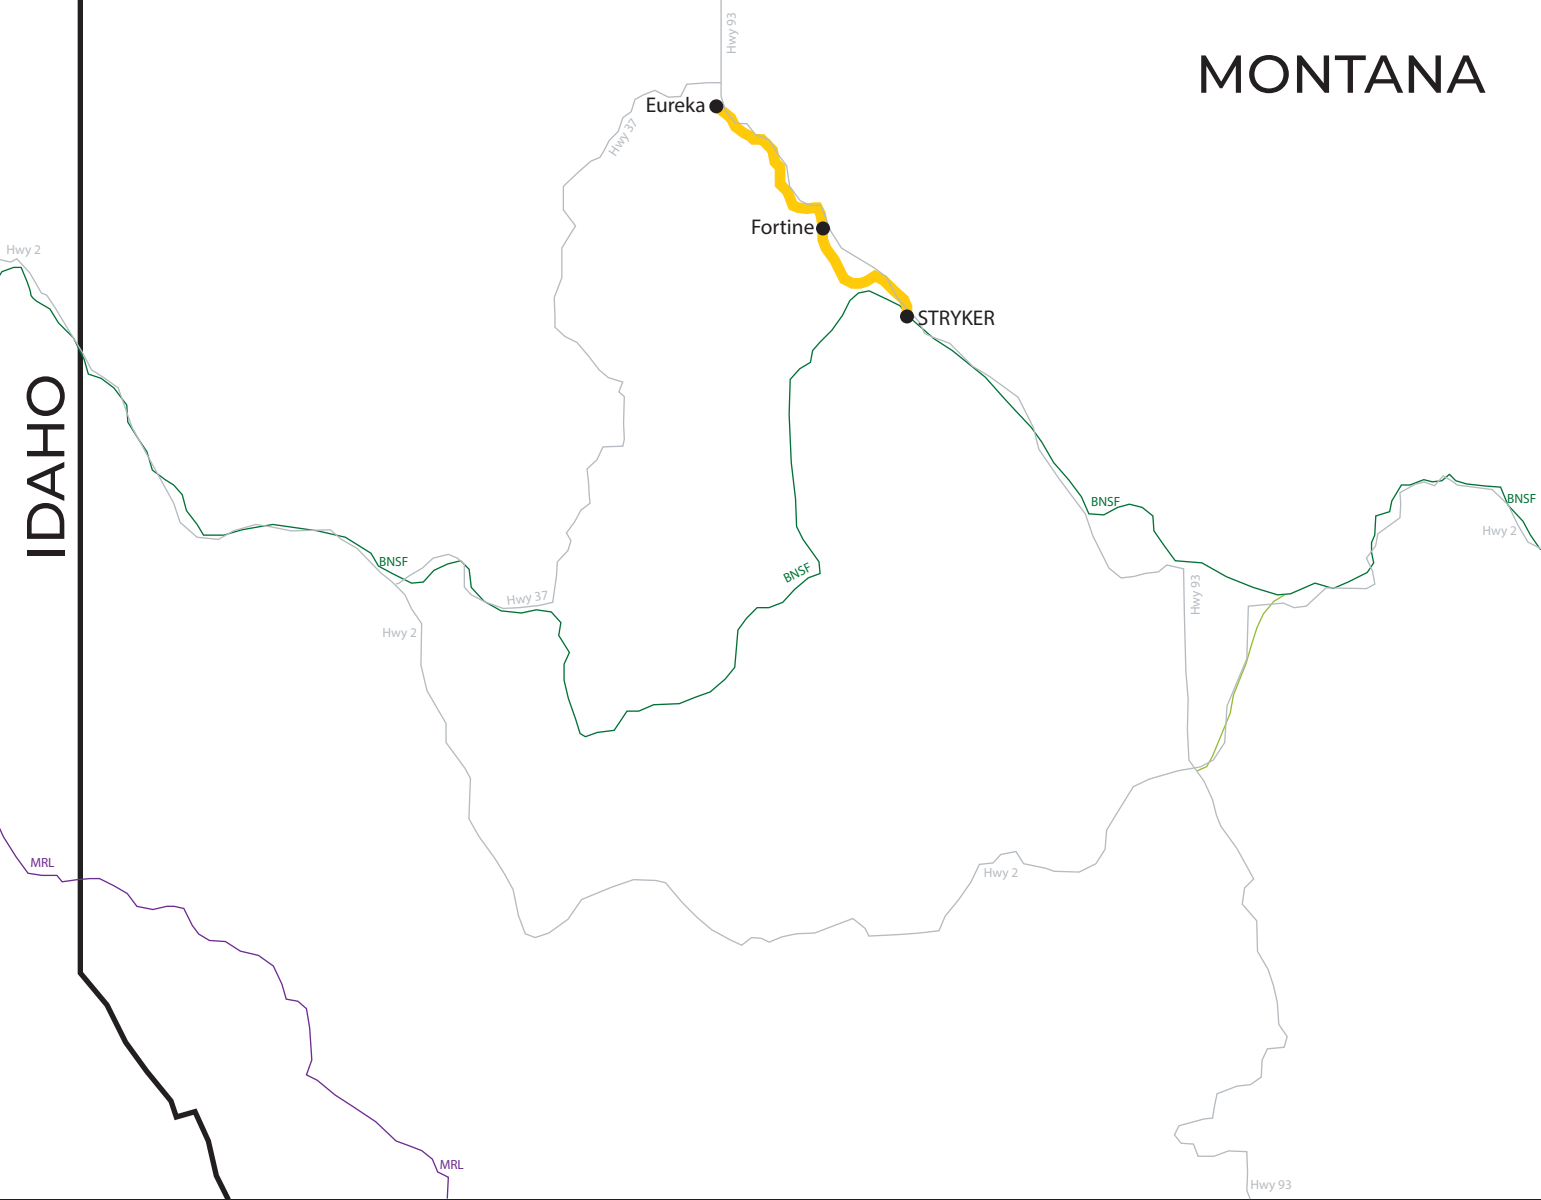 Hwy 93
MONTANA
Eureka
Hwy 37
Fortine
Hwy 2
STRYKER
IDAHO
BNSF
BNSF
Hwy 2
BNSF
BNSF
Hwy 37
Hwy 93
Hwy 2
MRL
Hwy 2
MRL
Hwy 93